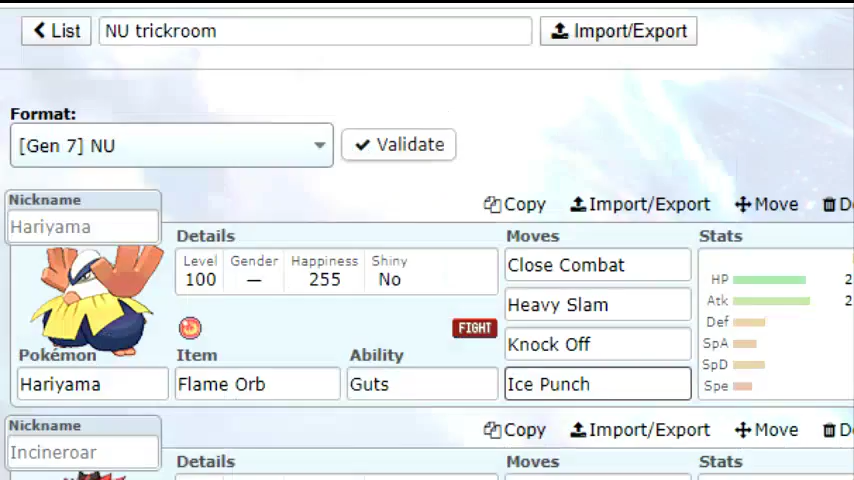 List
NU trickroom
Import/Export
Format:
[Gen 7] NU
Validate
Nickname
Hariyama
Copy
Import/Export
Move
Details
Moves
Stats
Level
Gender
Happiness
Shiny
100
—
255
No
Close Combat
Heavy Slam
Knock Off
Ice Punch
HP
2
Atk
2
Def
SpA
SpD
Spe
FIGHT
Pokémon
Item
Ability
Hariyama
Flame Orb
Guts
Nickname
Incineroar
Copy
Import/Export
Move
Details
Moves
Stats